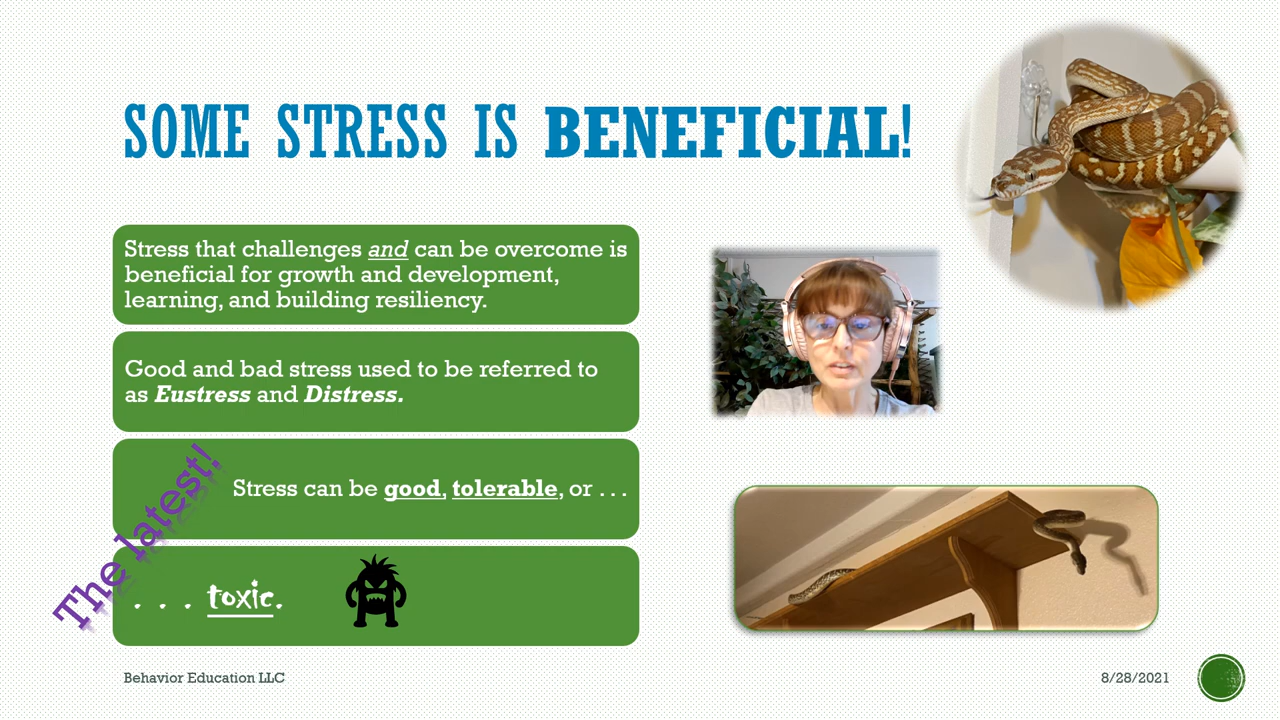 SOME STRESS IS BENEFICIAL!
Stress that challenges and can be overcome is
beneficial for growth and development,
learning, and building resiliency.
Good and bad stress used to be referred to
as Eustress and Distress.
The latest!
Stress can be good, tolerable, or . . .
. . . toxic.
Behavior Education LLC
8/28/2021